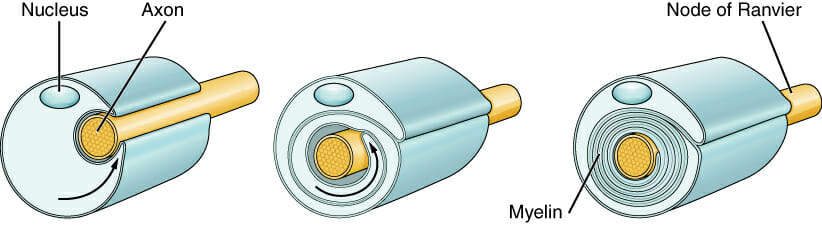 Nucleus
Axon
Node of Ranvier
Myelin